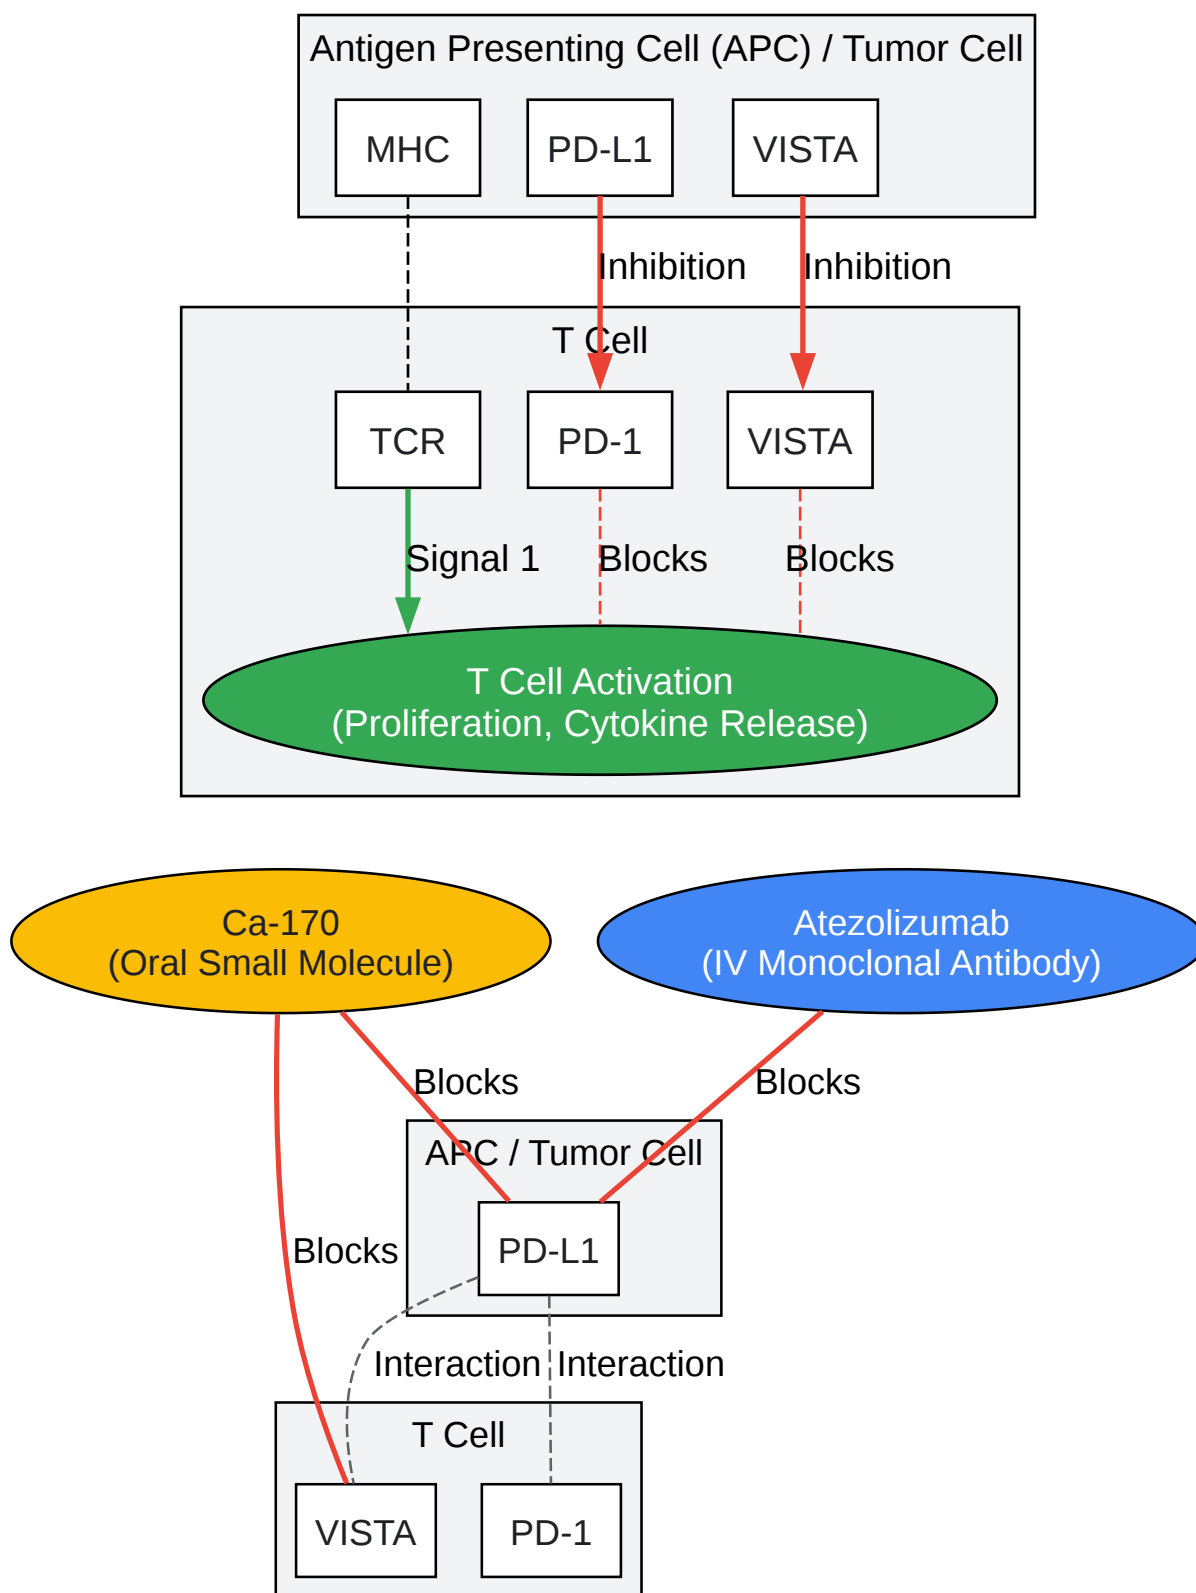 Antigen Presenting Cell (APC) / Tumor Cell
MHC
PD-L1
VISTA
Inhibition
Inhibition
T Cell
TCR
PD-1
VISTA
Signal 1
Blocks
Blocks
T Cell Activation
(Proliferation, Cytokine Release)
Ca-170
(Oral Small Molecule)
Atezolizumab
(IV Monoclonal Antibody)
Blocks
Blocks
APC / Tumor Cell
PD-L1
Blocks
Interaction
Interaction
T Cell
VISTA
PD-1